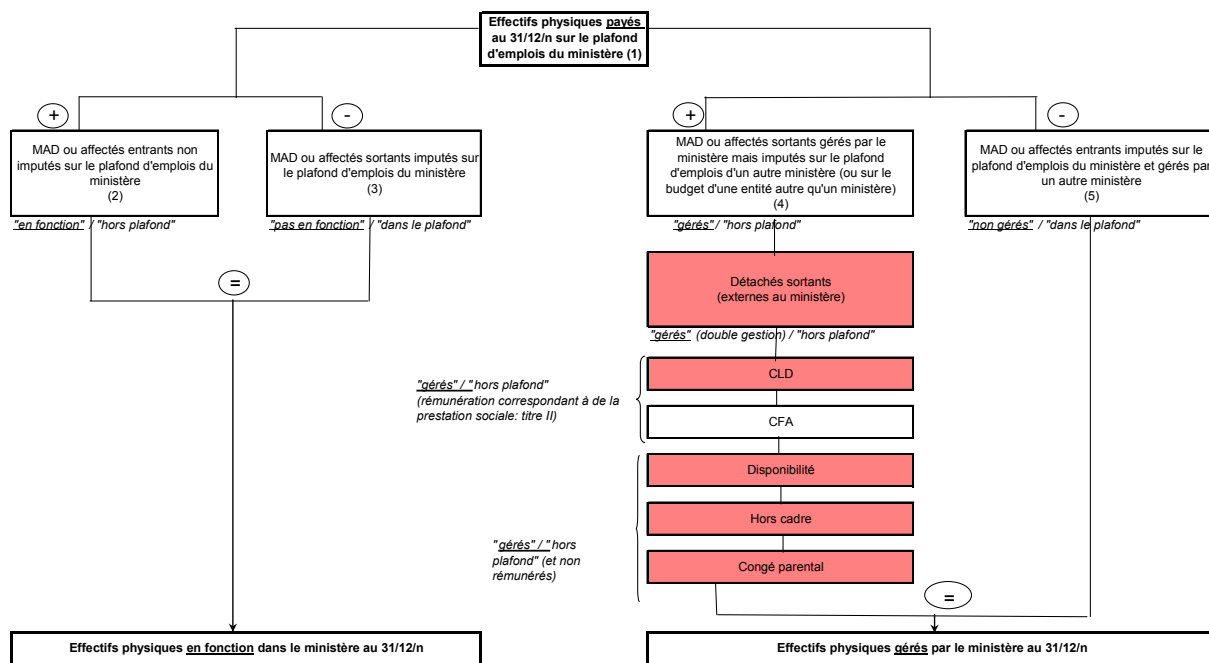 Effectifs physiques payés
au 31/12/n sur le plafond
d'emplois du ministère (1)
+
-
+
-
MAD ou affectés entrants non
imputés sur le plafond d'emplois du
ministère
(2)
MAD ou affectés sortants imputés sur
le plafond d'emplois du ministère
(3)
MAD ou affectés sortants gérés par le
ministère mais imputés sur le plafond
d'emplois d'un autre ministère (ou sur le
budget d'une entité autre qu'un ministère)
(4)
MAD ou affectés entrants imputés sur le
plafond d'emplois du ministère et gérés par
un autre ministère
(5)
"en fonction" / "hors plafond"
"pas en fonction" / "dans le plafond"
"gérés"/ "hors plafond"
"non gérés" / "dans le plafond"
=
Détachés sortants
(externes au ministère)
"gérés" (double gestion) / "hors plafond"
"gérés" / "hors plafond"
(rémunération correspondant à de la
prestation sociale: titre II)
CLD
CFA
Disponibilité
Hors cadre
Congé parental
"gérés" / "hors
plafond" (et non
rémunérés)
=
Effectifs physiques en fonction dans le ministère au 31/12/n
Effectifs physiques gérés par le ministère au 31/12/n